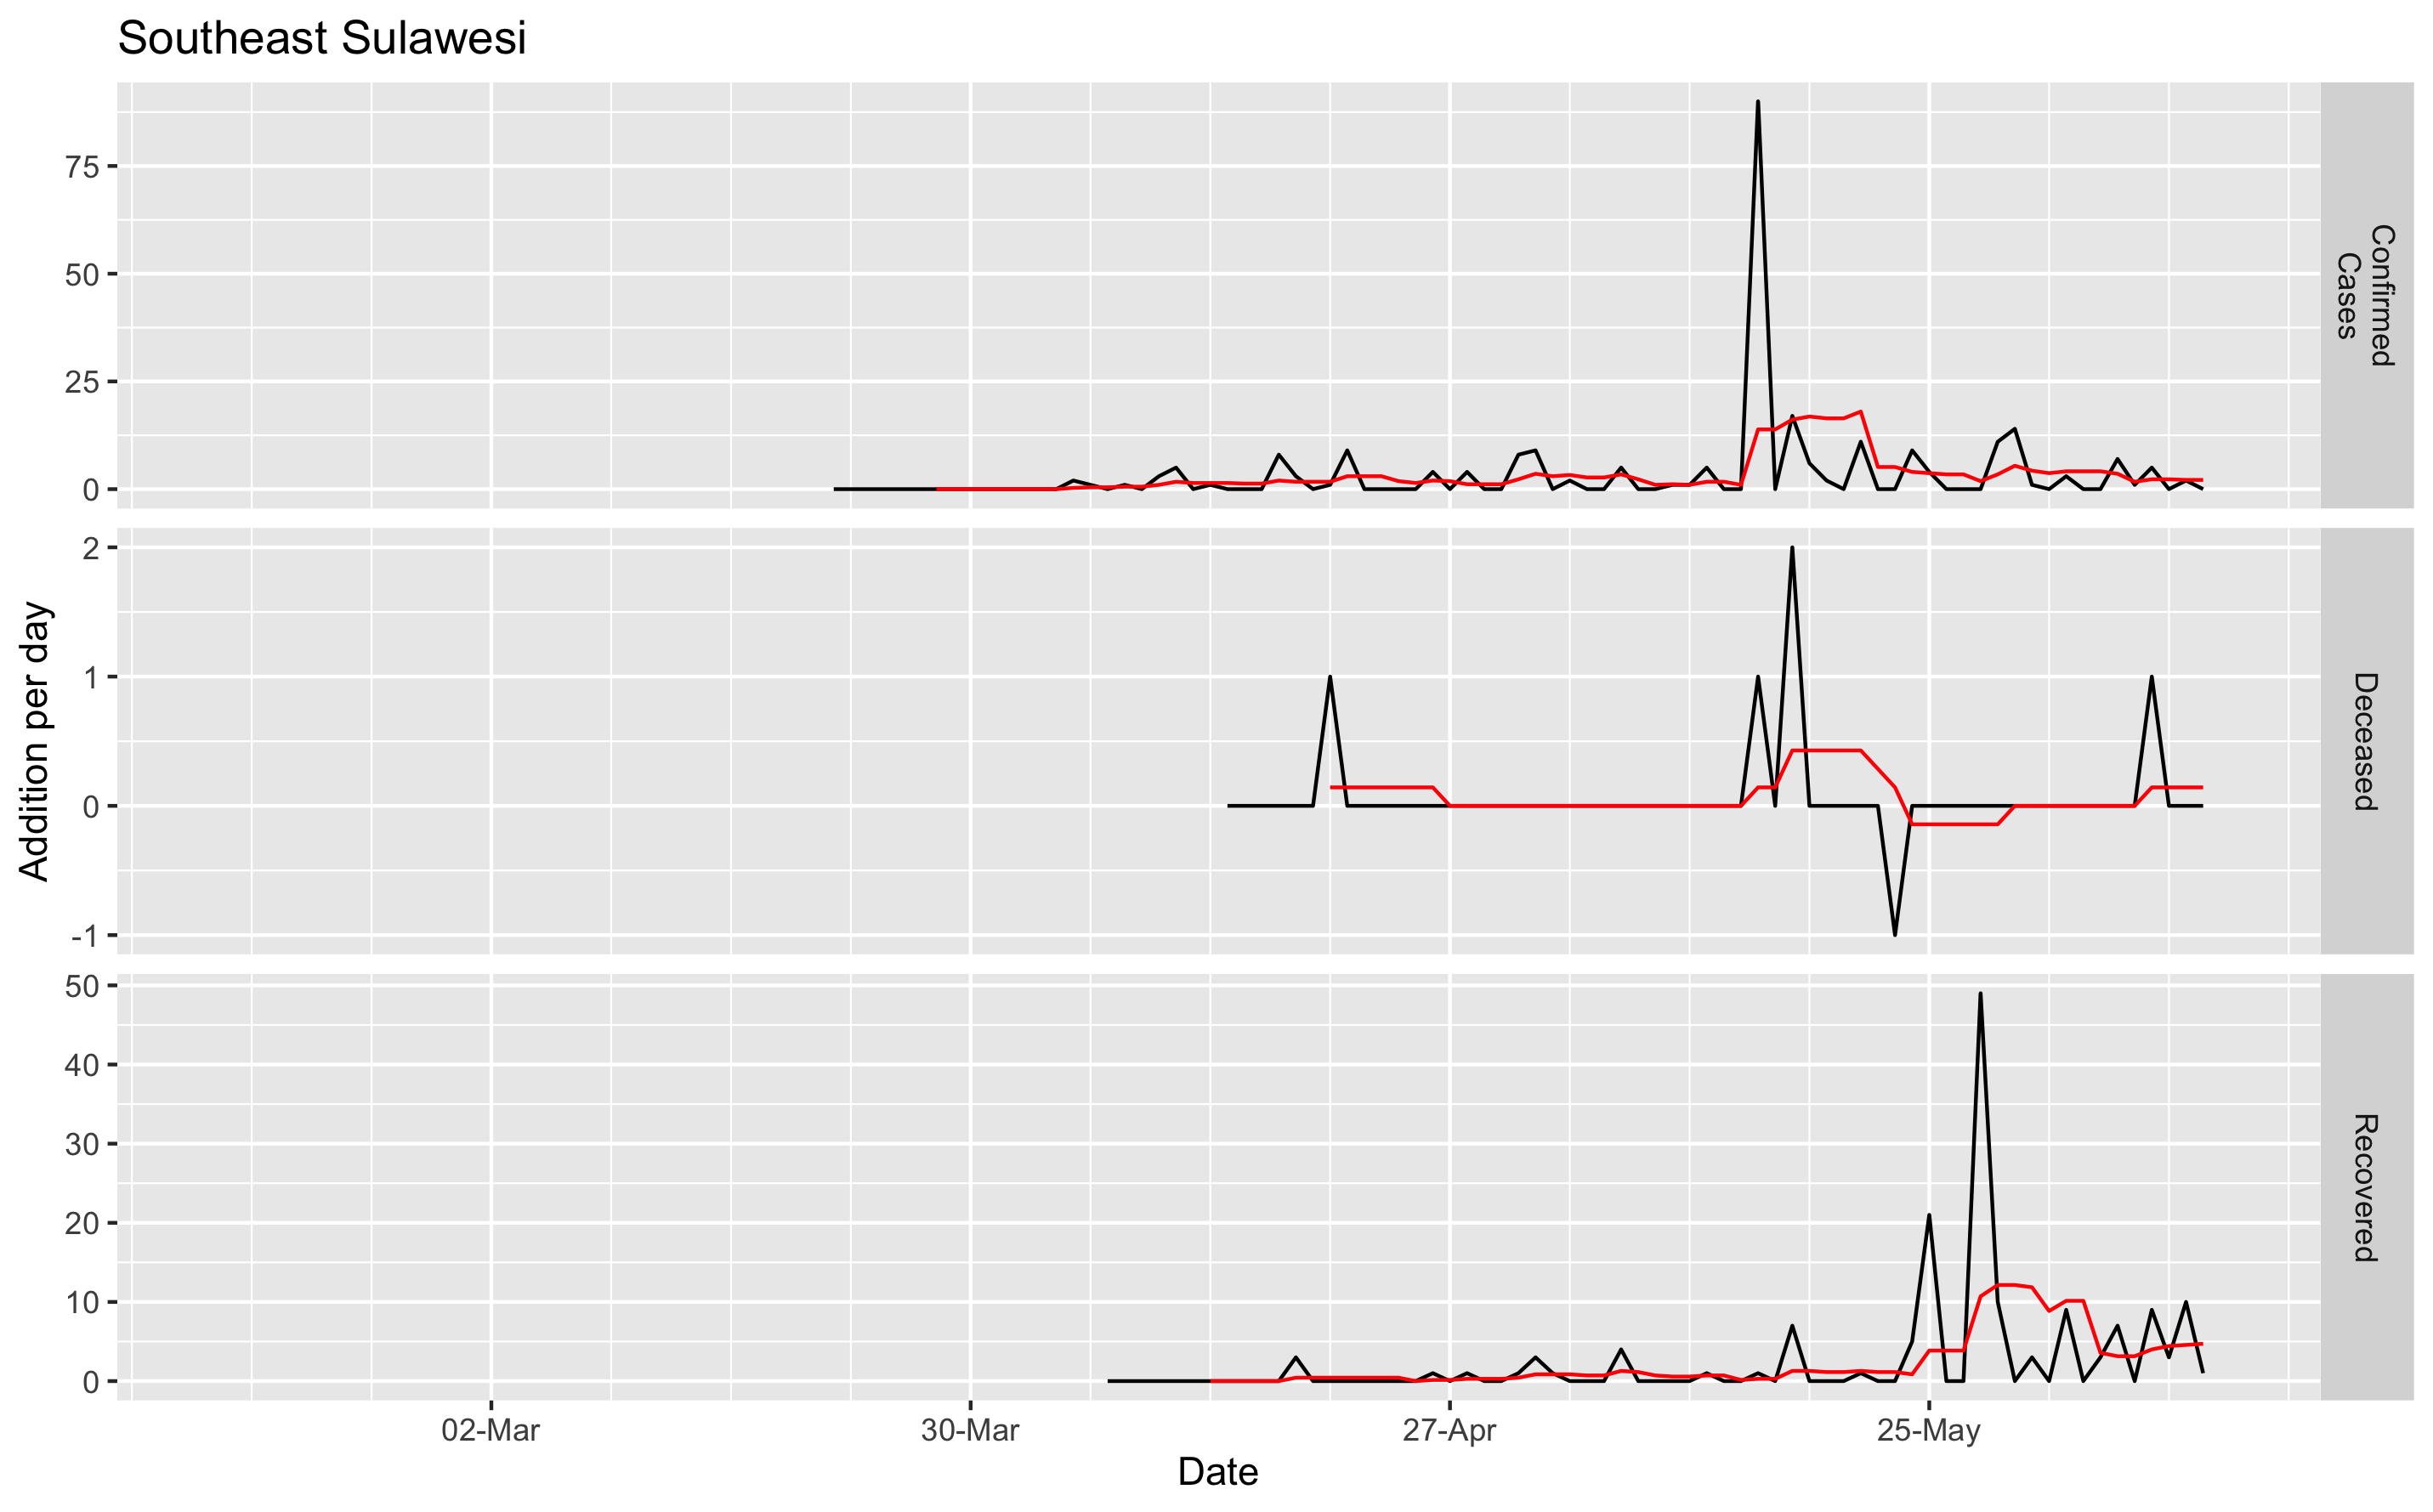 Southeast Sulawesi
75
50
25
0
Confirmed
Cases
2
1
0
-1
Deceased
50
40
30
20
10
0
Recovered
Addition per day
02-Mar
30-Mar
27-Apr
25-May
Date